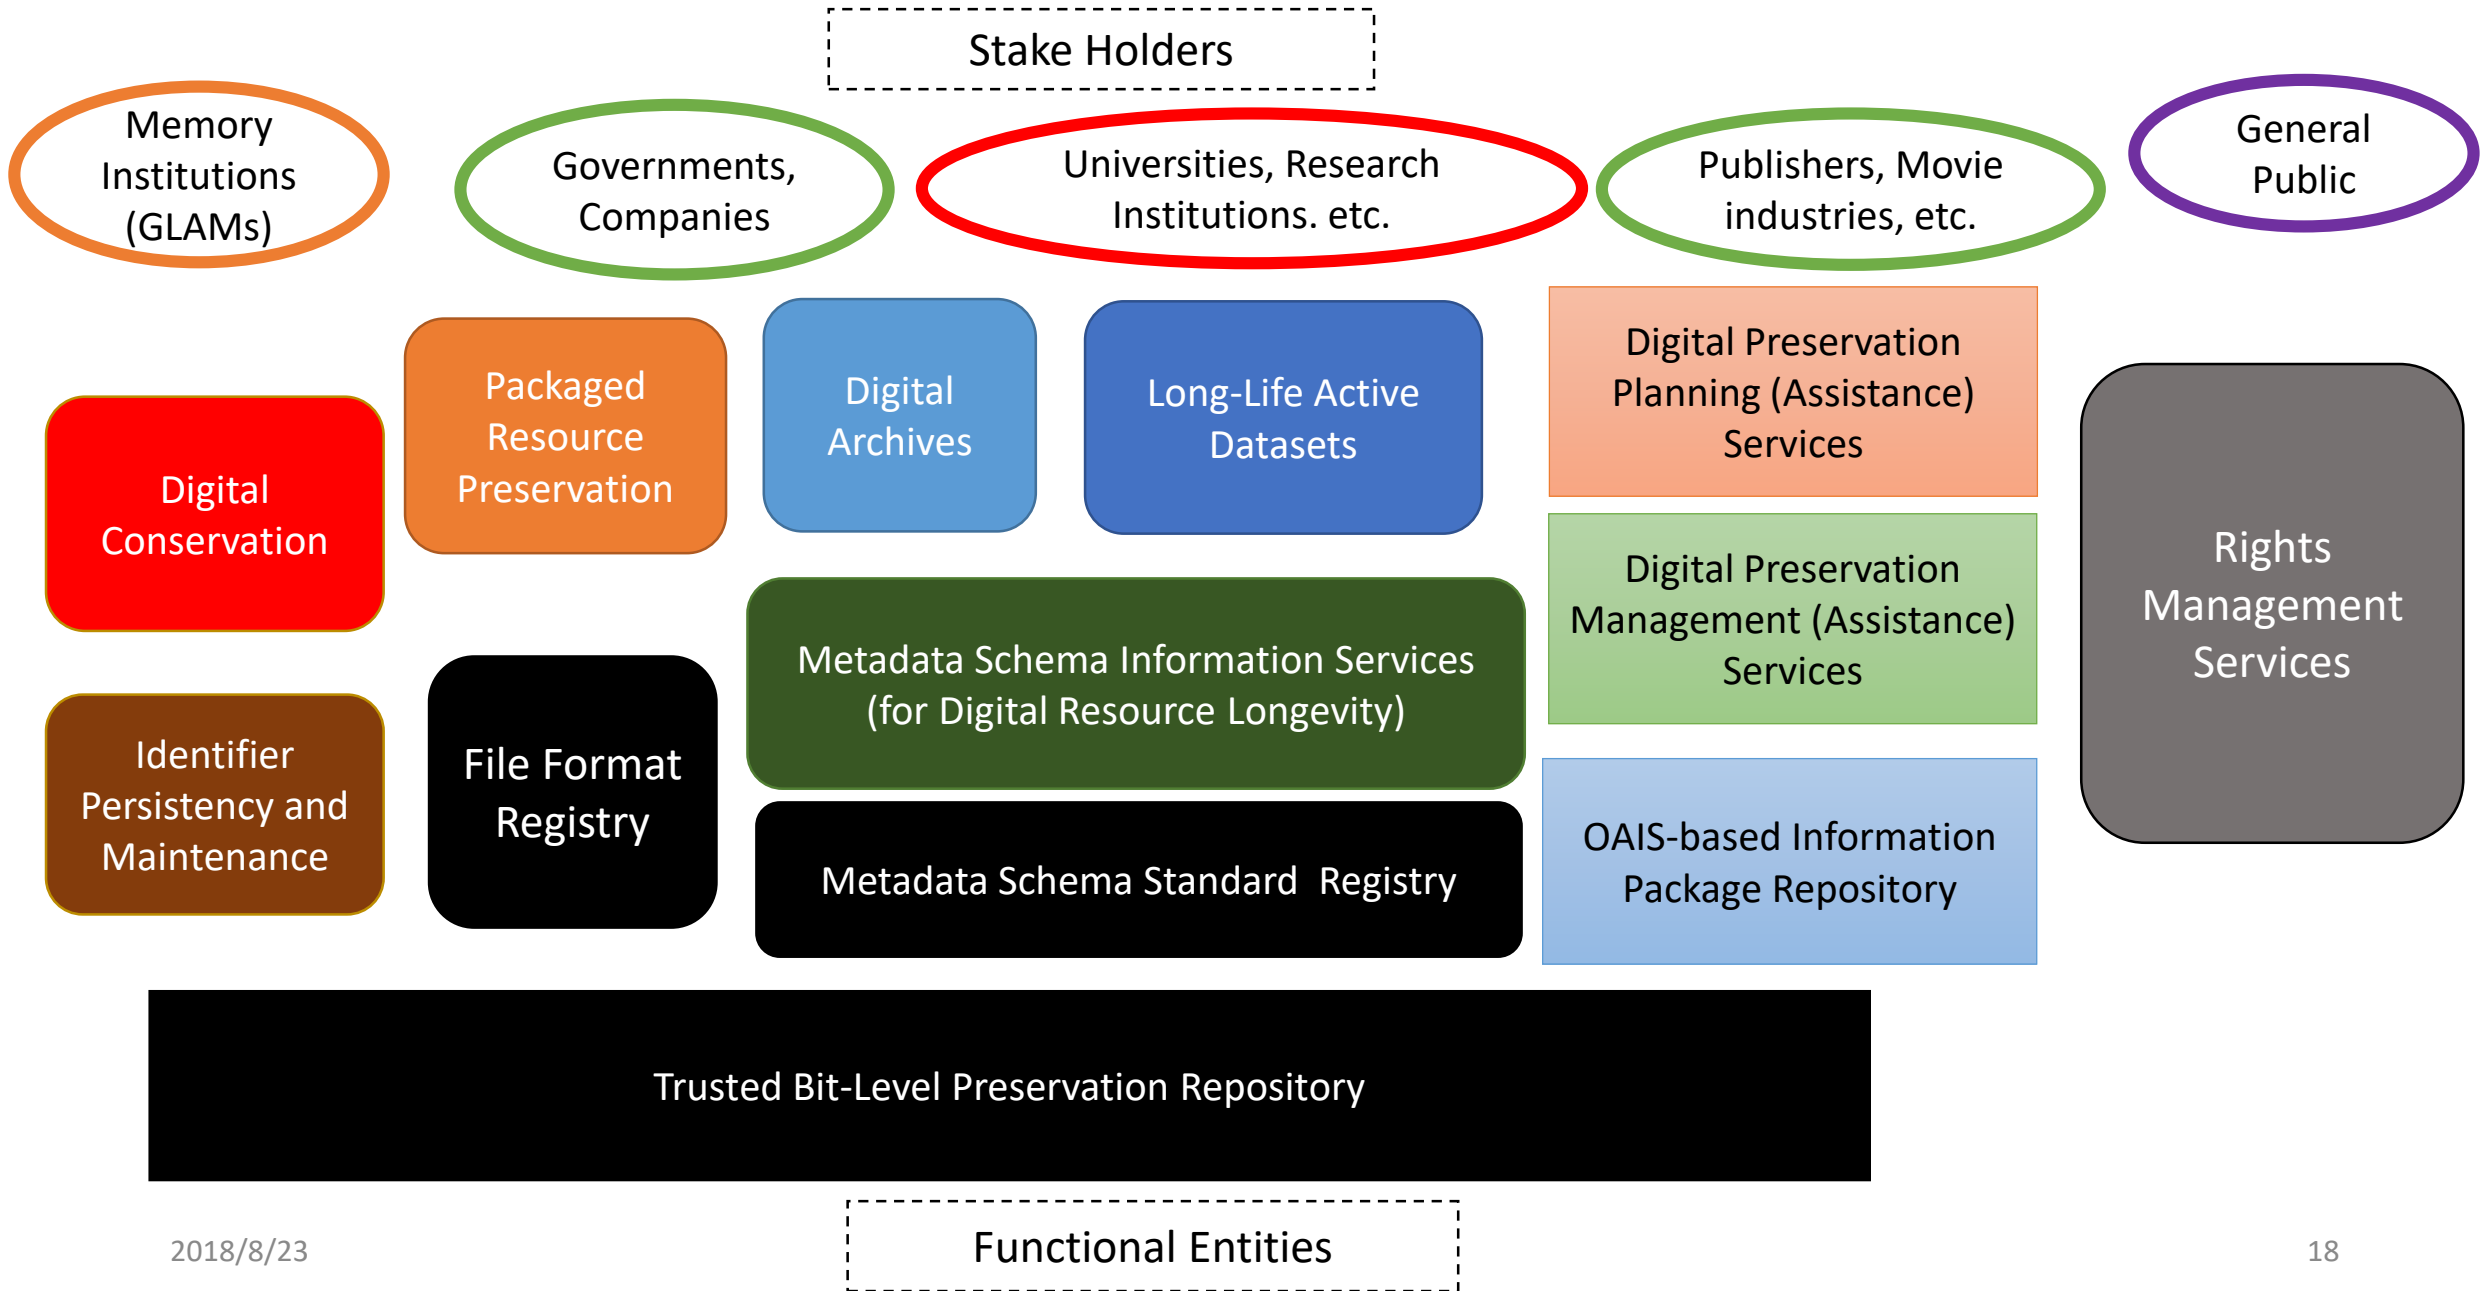 Stake Holders
Memory
Institutions
(GLAMs)
Governments,
Companies
Universities, Research
Institutions. etc.
Publishers, Movie
industries, etc.
General
Public
Digital
Conservation
Packaged
Resource
Preservation
Digital
Archives
Long-Life Active
Datasets
Digital Preservation
Planning (Assistance)
Services
Rights
Management
Services
Digital Preservation
Management (Assistance)
Services
Metadata Schema Information Services
(for Digital Resource Longevity)
Identifier
Persistency and
Maintenance
File Format
Registry
Metadata Schema Standard  Registry
OAIS-based Information
Package Repository
Trusted Bit-Level Preservation Repository
Functional Entities
2018/8/23
18